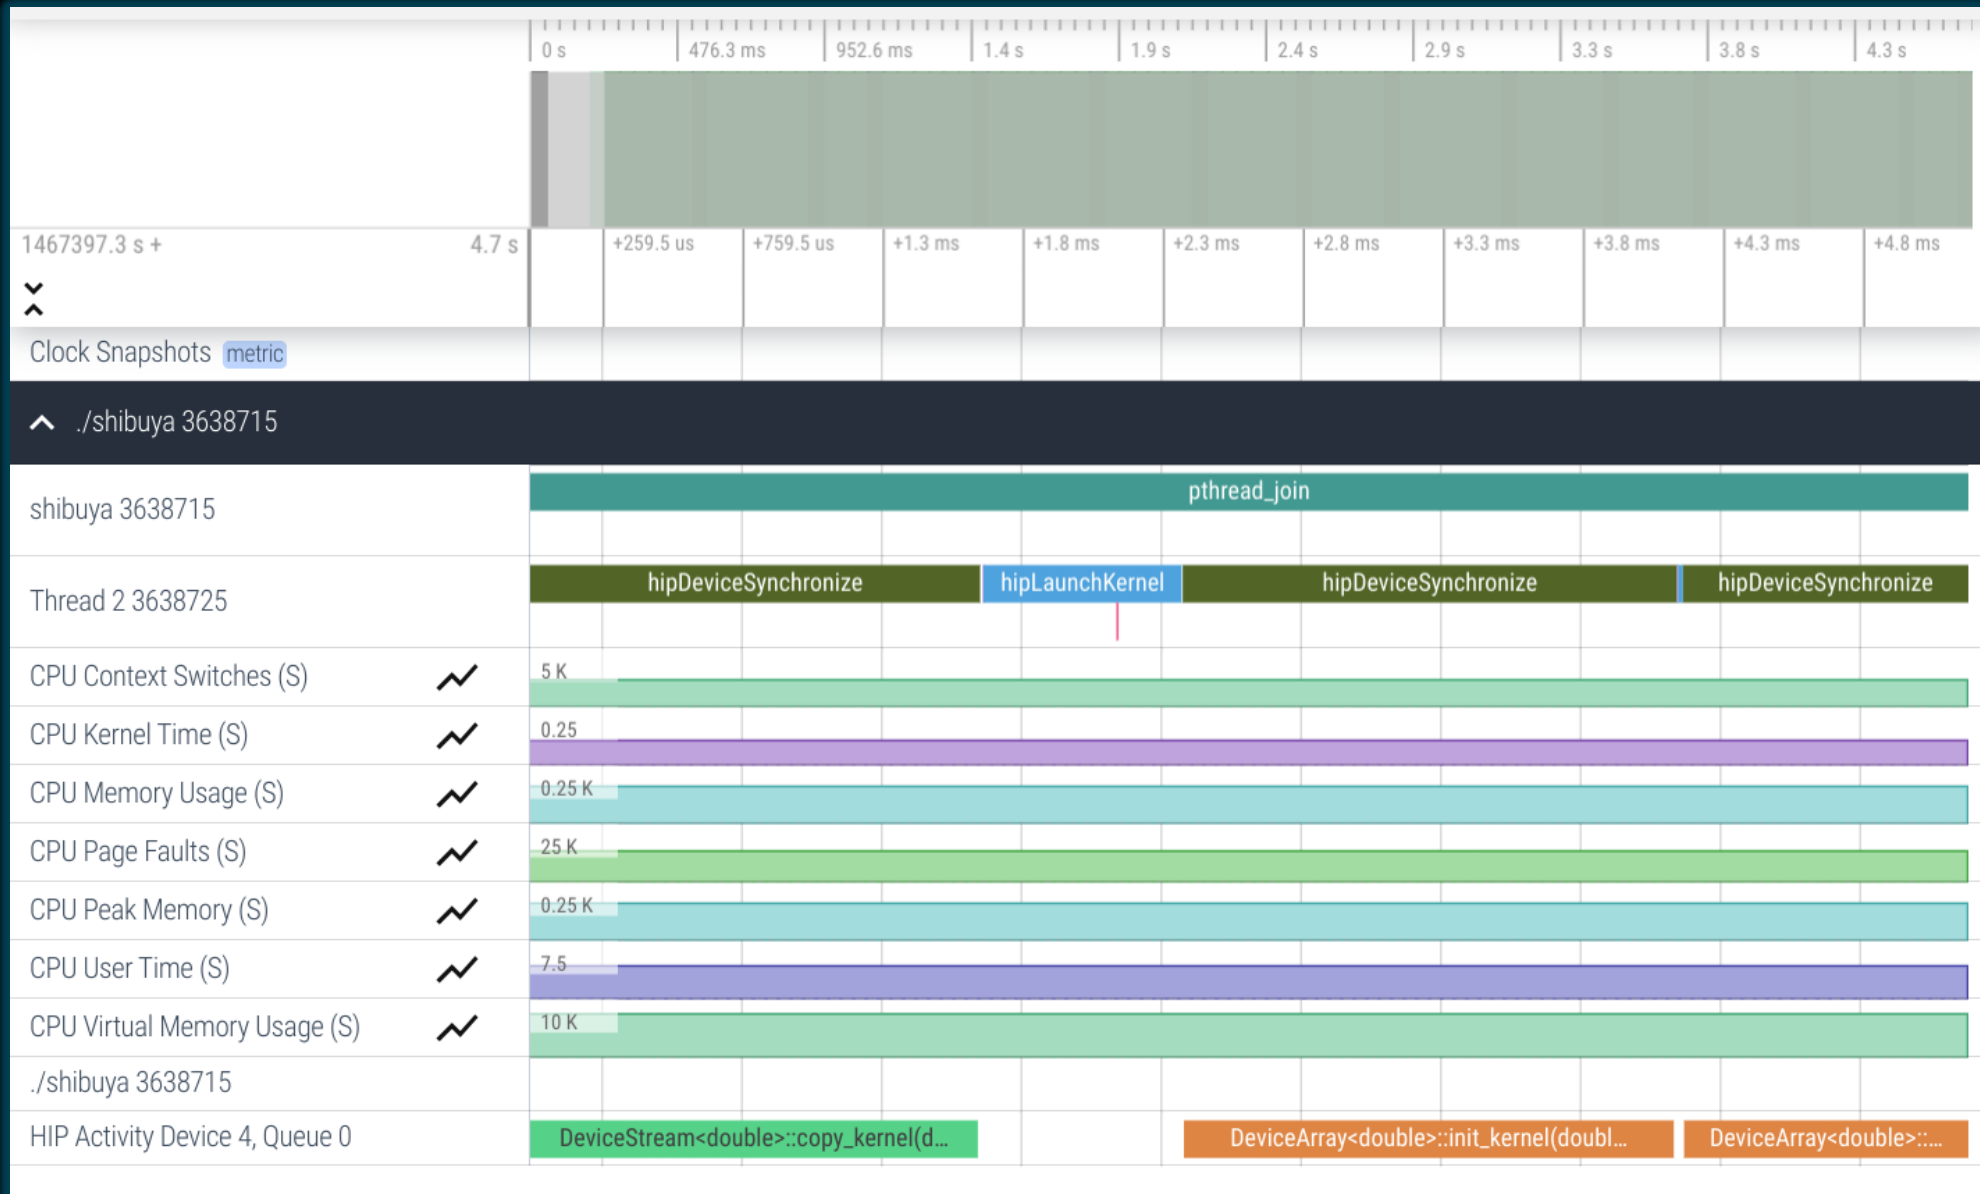 0 s 476.3 ms 952.6 ms 1.4 s 1.9 s 2.4 s 2.9 s 3.3 s 3.8 s 4.3 s
1467397.3 s + 4.7 s +259.5 us +759.5 us +1.3 ms +1.8 ms +2.3 ms +2.8 ms +3.3 ms +3.8 ms +4.3 ms +4.8 ms
Clock Snapshots metric
./shibuya 3638715
shibuya 3638715 pthread_join
Thread 2 3638725 hipDeviceSynchronize hipLaunchKernel hipDeviceSynchronize hipDeviceSynchronize
CPU Context Switches (S) 5 K
CPU Kernel Time (S) 0.25
CPU Memory Usage (S) 0.25 K
CPU Page Faults (S) 25 K
CPU Peak Memory (S) 0.25 K
CPU User Time (S) 7.5
CPU Virtual Memory Usage (S) 10 K
./shibuya 3638715
HIP Activity Device 4, Queue 0 DeviceStream<double>::copy_kernel(d... DeviceArray<double>::init_kernel(doubl... DeviceArray<double>::...